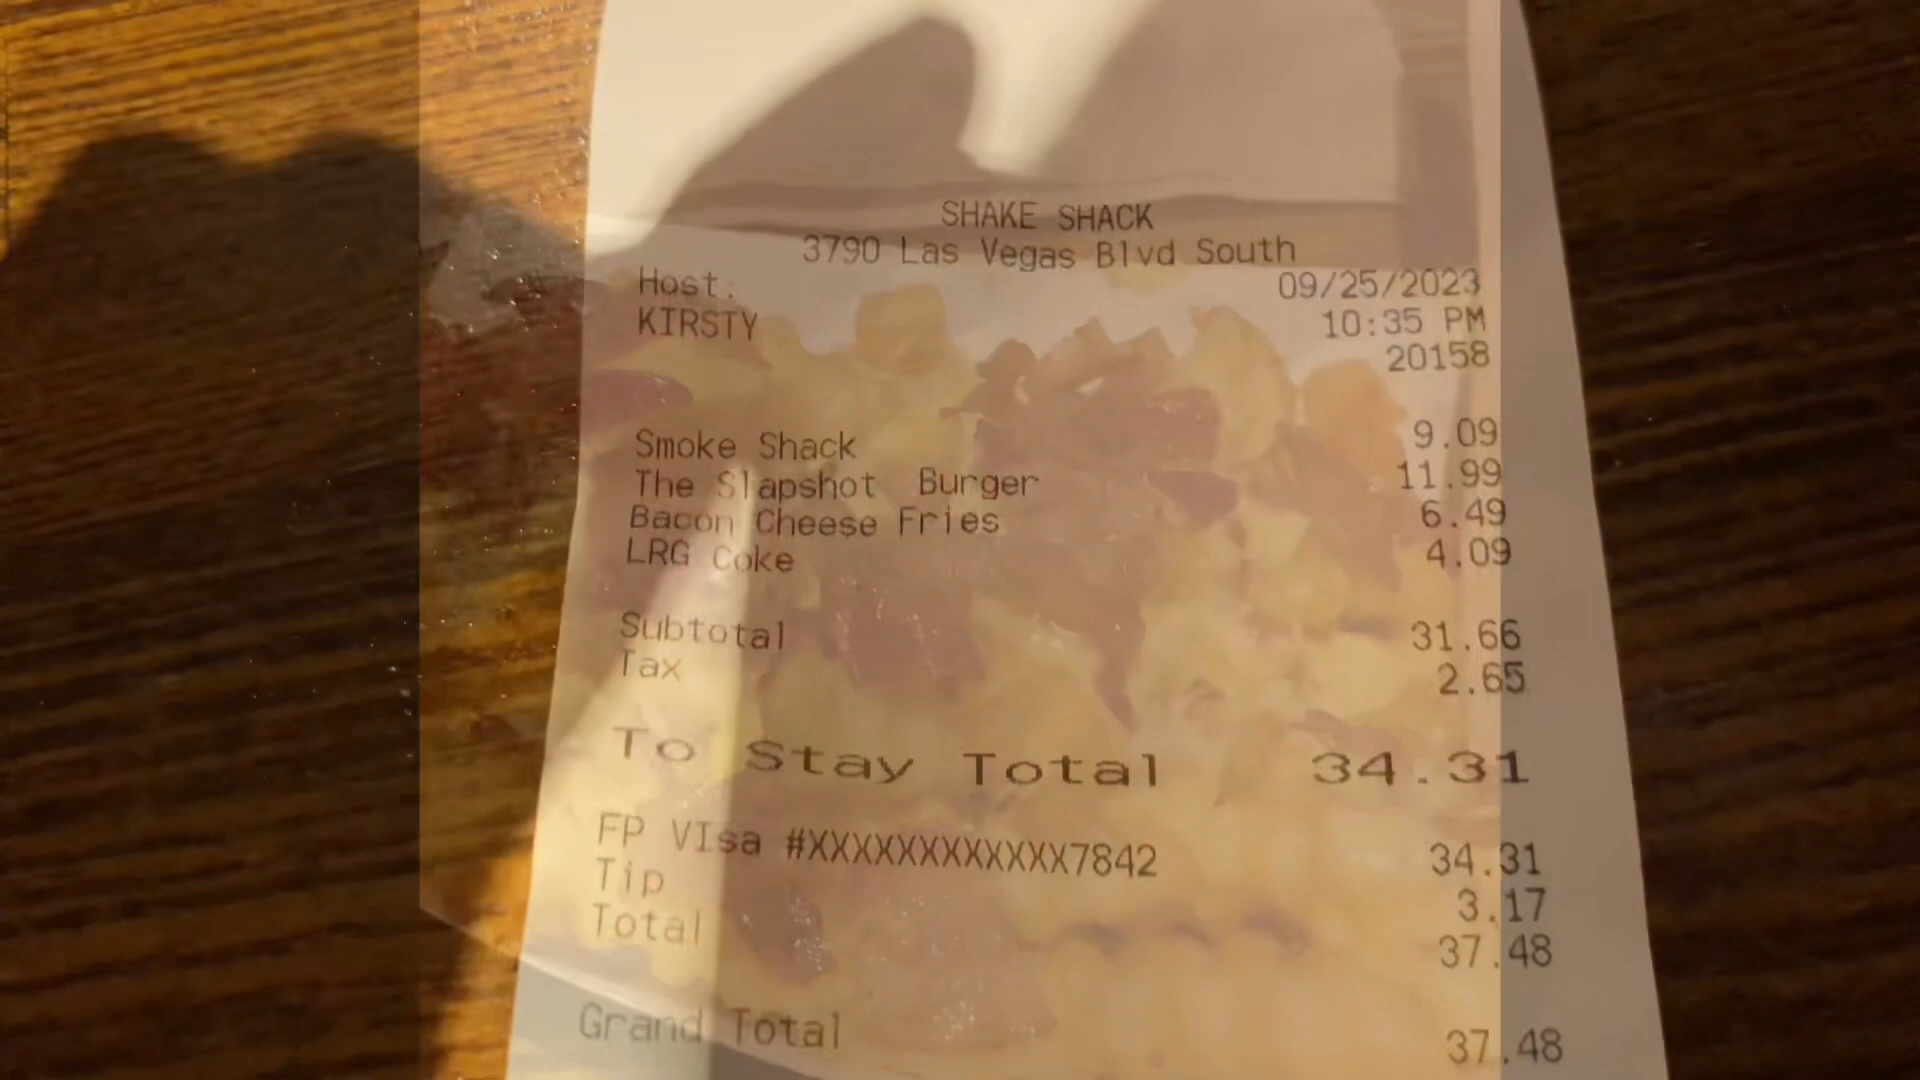 SHAKE SHACK
3790 Las Vegas Blvd South
Host: 09/25/2023
KIRSTY 10:35 PM
20158
Smoke Shack 9.09
The Slapshot Burger 11.99
Bacon Cheese Fries 6.49
LRG Coke 4.09
Subtotal 31.66
Tax 2.65
To Stay Total 34.31
FP VIsa #XXXXXXXXXXXX7842 34.31
Tip 3.17
Total 37.48
Grand Total 37.48